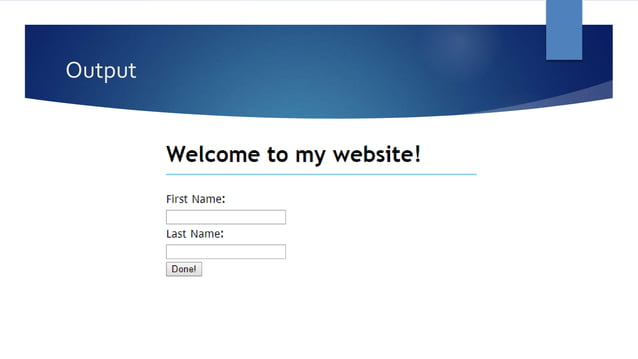 Output
Welcome to my website!
First Name:
Last Name:
Done!